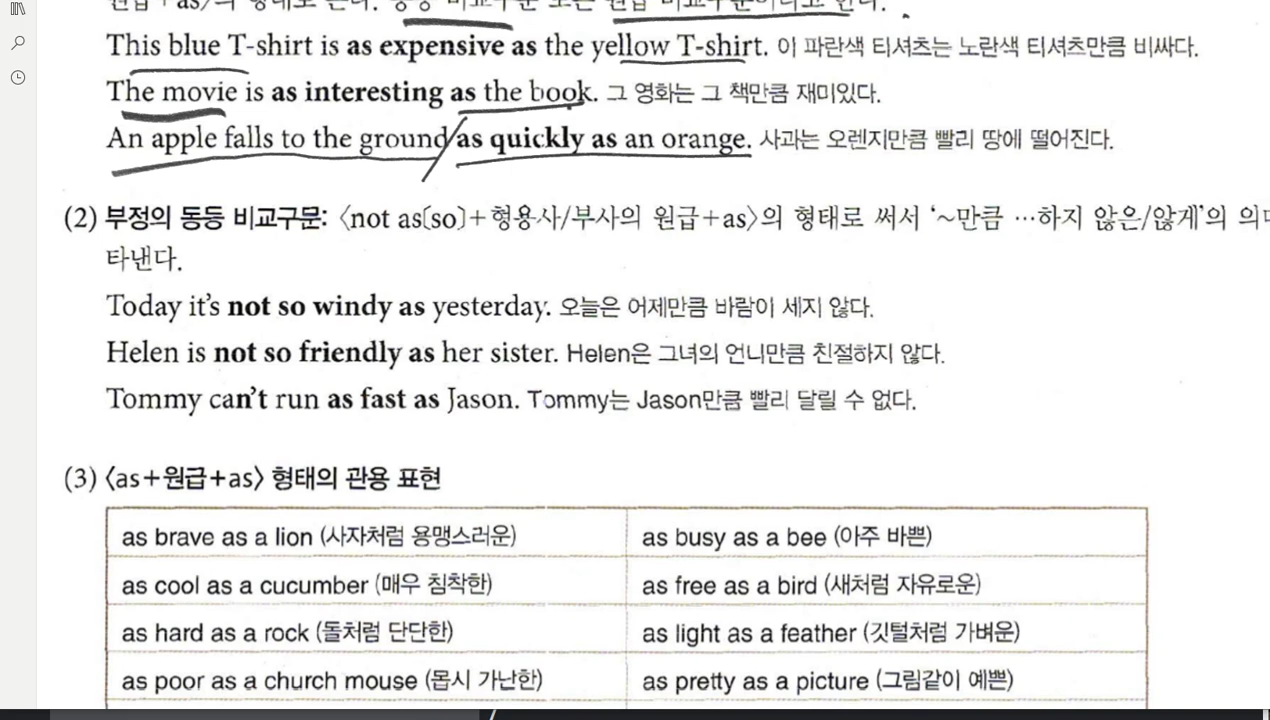 This blue T-shirt is as expensive as the yellow T-shirt. 이 파란색 티셔츠는 노란색 티셔츠만큼 비싸다.
The movie is as interesting as the book. 그 영화는 그 책만큼 재미있다.
An apple falls to the ground as quickly as an orange. 사과는 오렌지만큼 빨리 땅에 떨어진다.
(2) 부정의 동등 비교구문: 〈not as[so]+형용사/부사의 원급+as〉의 형태로 써서 ‘~만큼 …하지 않은/않게’의
타낸다.
Today it’s not so windy as yesterday. 오늘은 어제만큼 바람이 세지 않다.
Helen is not so friendly as her sister. Helen은 그녀의 언니만큼 친절하지 않다.
Tommy can’t run as fast as Jason. Tommy는 Jason만큼 빨리 달릴 수 없다.
(3) 〈as+원급+as〉 형태의 관용 표현
as brave as a lion (사자처럼 용맹스러운)
as busy as a bee (아주 바쁜)
as cool as a cucumber (매우 침착한)
as free as a bird (새처럼 자유로운)
as hard as a rock (돌처럼 단단한)
as light as a feather (깃털처럼 가벼운)
as poor as a church mouse (몹시 가난한)
as pretty as a picture (그림같이 예쁜)